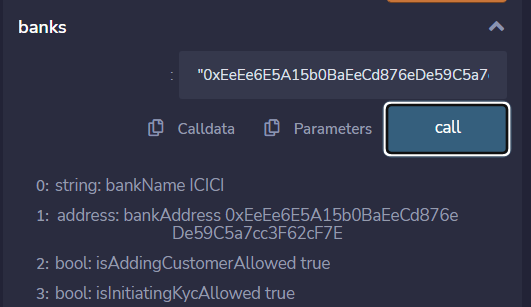 banks
: "0xEeEe6E5A15b0BaEeCd876eDe59C5a7
Calldata Parameters call
0: string: bankName ICICI
1: address: bankAddress 0xEeEe6E5A15b0BaEeCd876e
De59C5a7cc3F62cF7E
2: bool: isAddingCustomerAllowed true
3: bool: isInitiatingKycAllowed true